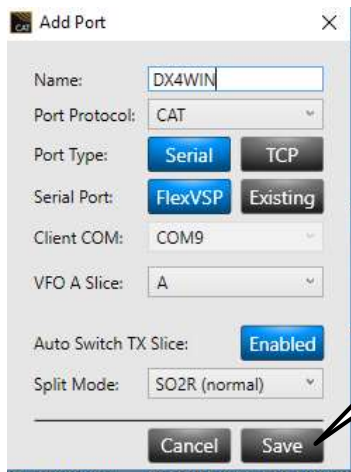 CAT Add Port
Name: DX4WIN
Port Protocol: CAT
Port Type: Serial TCP
Serial Port: FlexVSP Existing
Client COM: COM9
VFO A Slice: A
Auto Switch TX Slice: Enabled
Split Mode: SO2R (normal)
Cancel Save